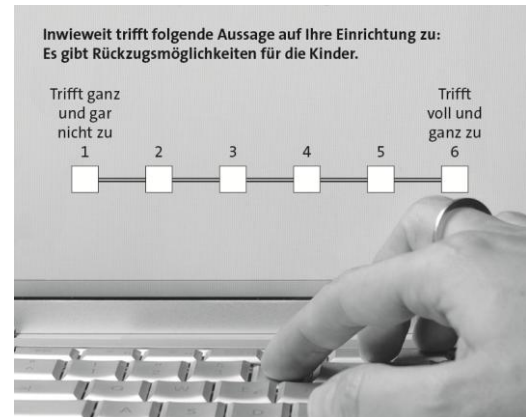 Inwieweit trifft folgende Aussage auf Ihre Einrichtung zu:
Es gibt Rückzugsmöglichkeiten für die Kinder.
Trifft ganz
und gar
nicht zu
Trifft
voll und
ganz zu
1 2 3 4 5 6